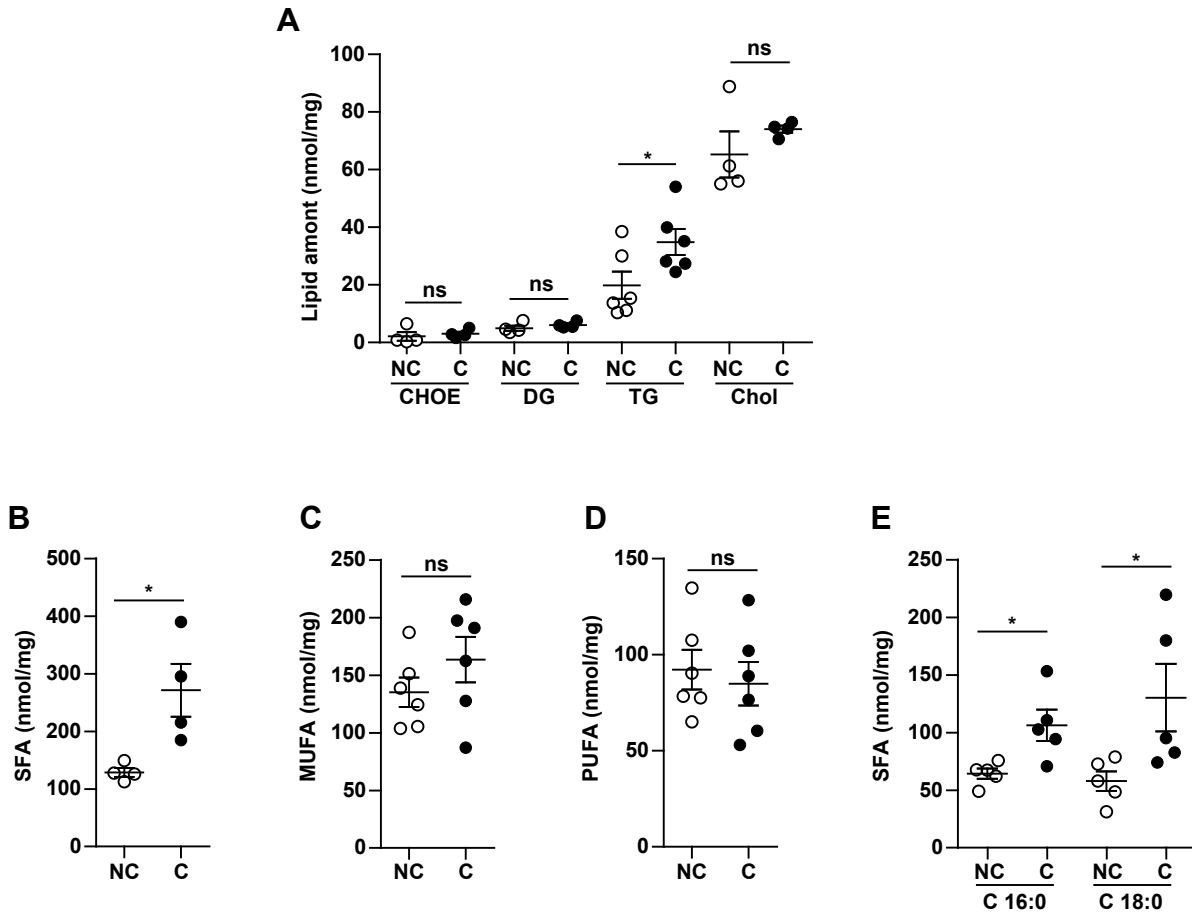 A
Lipid amont (nmol/mg)
100
80
60
40
20
0
ns
ns
*
ns
NC C NC C NC C NC C
CHOE DG TG Chol
B
SFA (nmol/mg)
500
400
300
200
100
0
*
NC C
C
MUFA (nmol/mg)
250
200
150
100
50
0
ns
NC C
D
PUFA (nmol/mg)
150
100
50
0
ns
NC C
E
SFA (nmol/mg)
250
200
150
100
50
0
*
*
NC C NC C
C 16:0 C 18:0